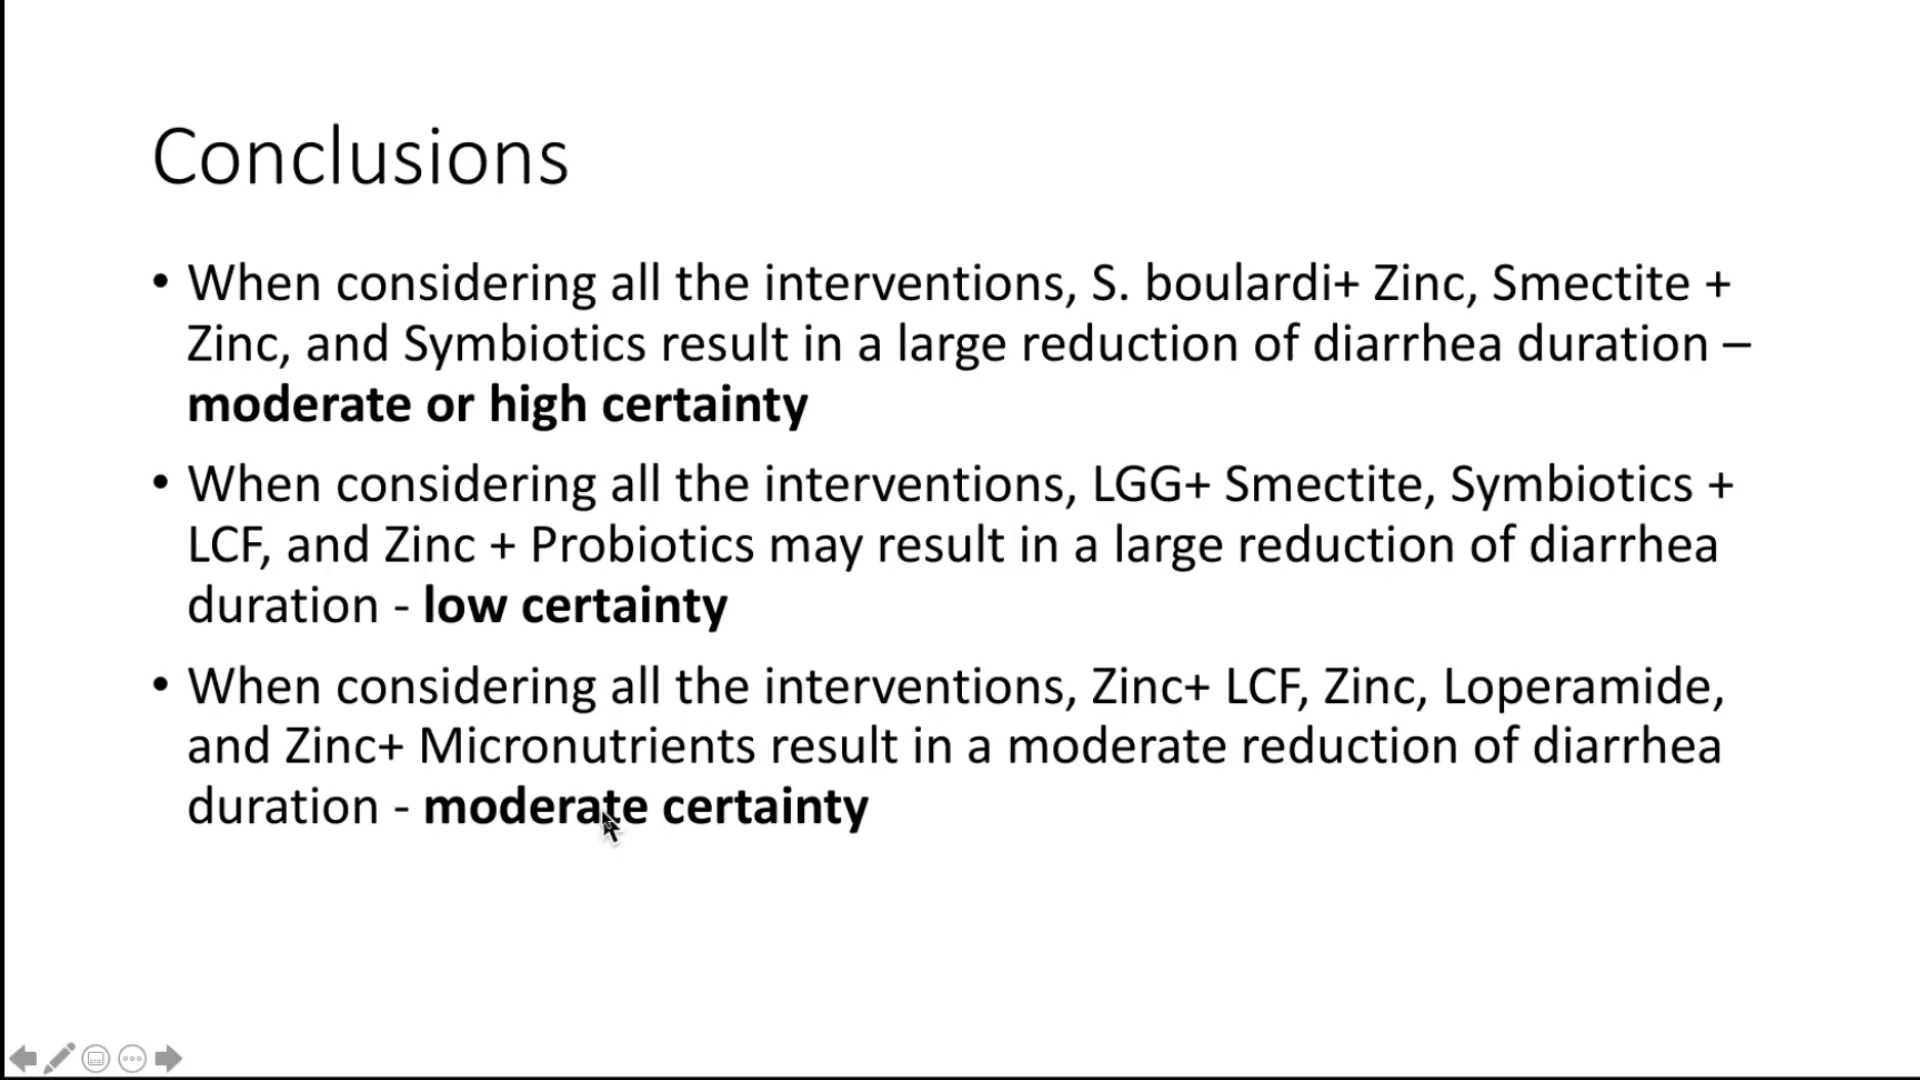 Conclusions
• When considering all the interventions, S. boulardi+ Zinc, Smectite +
Zinc, and Symbiotics result in a large reduction of diarrhea duration –
moderate or high certainty
• When considering all the interventions, LGG+ Smectite, Symbiotics +
LCF, and Zinc + Probiotics may result in a large reduction of diarrhea
duration - low certainty
• When considering all the interventions, Zinc+ LCF, Zinc, Loperamide,
and Zinc+ Micronutrients result in a moderate reduction of diarrhea
duration - moderate certainty